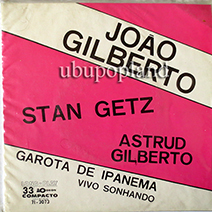 JOÃO
GILBERTO
ubupopland
STAN GETZ
ASTRUD
GILBERTO
GAROTA DE IPANEMA
VIVO SONHANDO
33
COMPACTO